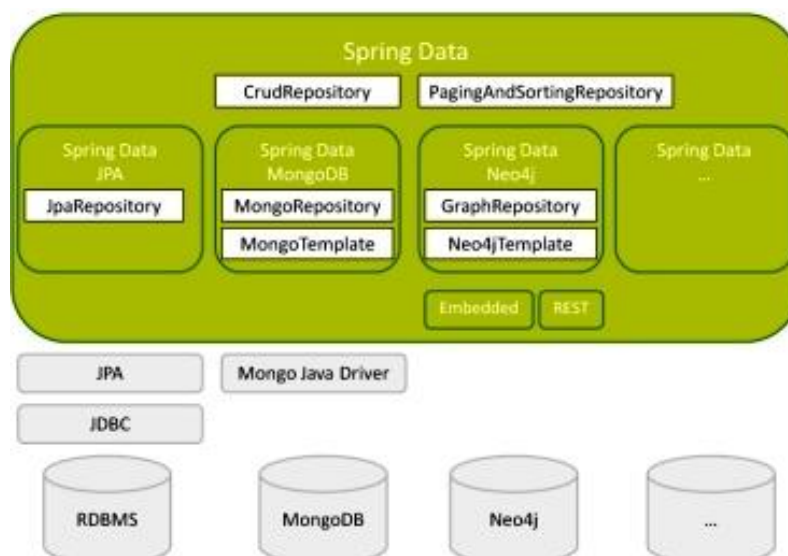 Spring Data
CrudRepository
PagingAndSortingRepository
Spring Data
JPA
JpaRepository
Spring Data
MongoDB
MongoRepository
MongoTemplate
Spring Data
Neo4j
GraphRepository
Neo4jTemplate
Spring Data
...
Embedded
REST
JPA
Mongo Java Driver
JDBC
RDBMS
MongoDB
Neo4j
...